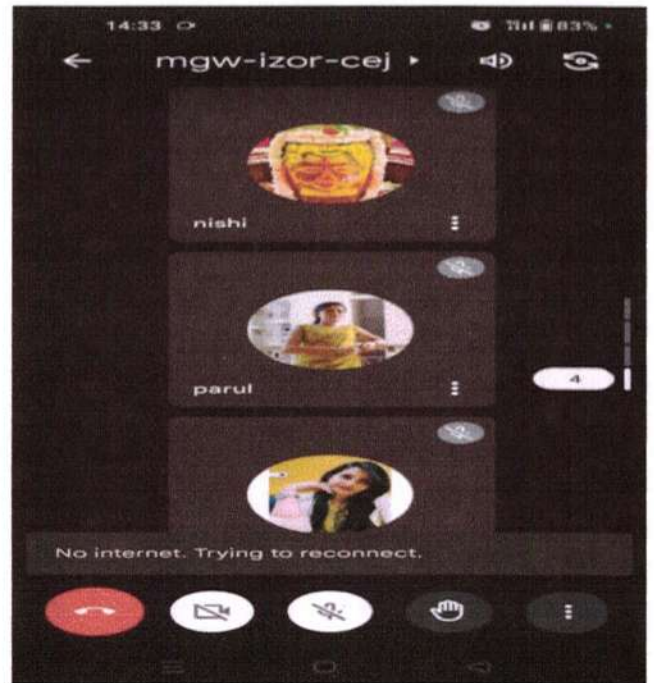 14:33 83%
mgw-izor-cej
nishi
parul
4
No internet. Trying to reconnect.